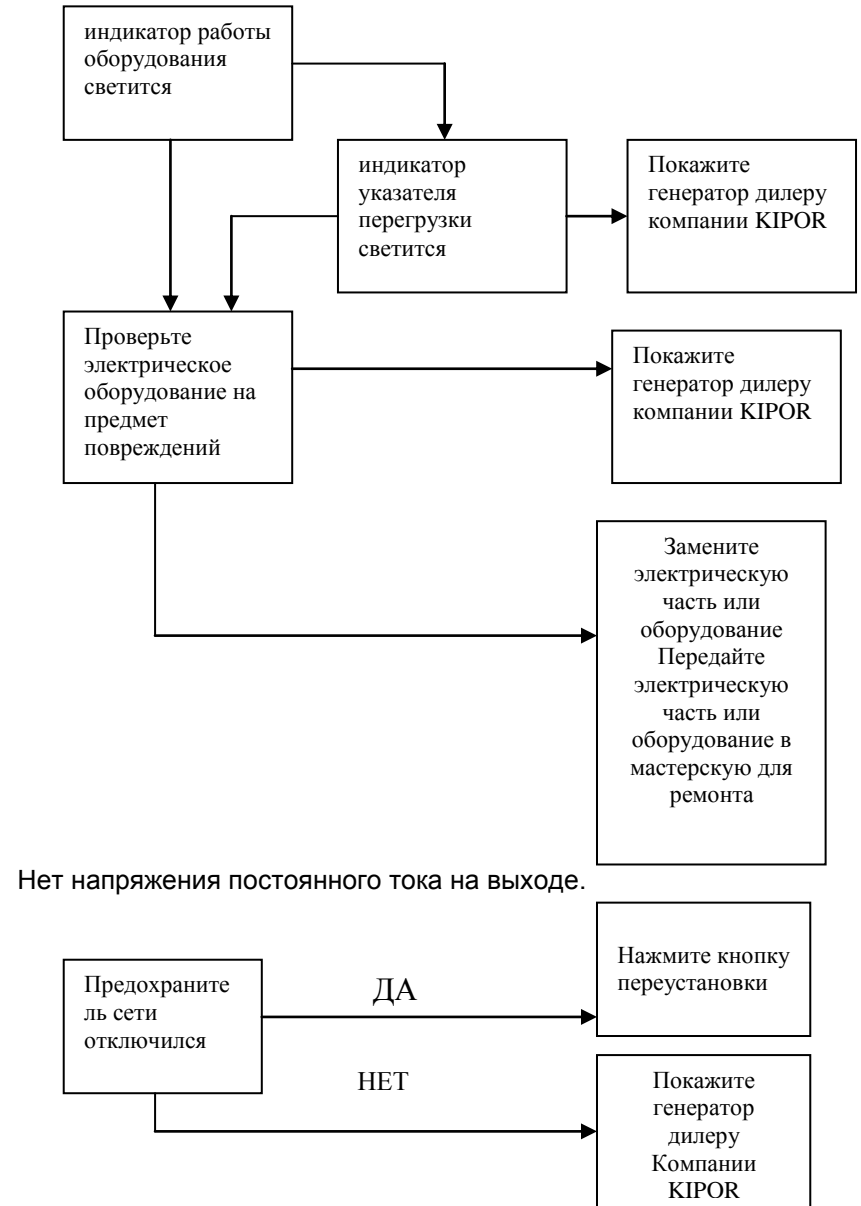 индикатор работы
оборудования
светится
индикатор
указателя
перегрузки
светится
Покажите
генератор дилеру
компании KIPOR
Проверьте
электрическое
оборудование на
предмет
повреждений
Покажите
генератор дилеру
компании KIPOR
Замените
электрическую
часть или
оборудование
Передайте
электрическую
часть или
оборудование в
мастерскую для
ремонта
Нет напряжения постоянного тока на выходе.
Предохраните
ль сети
отключился
ДА
Нажмите кнопку
переустановки
НЕТ
Покажите
генератор
дилеру
Компании
KIPOR